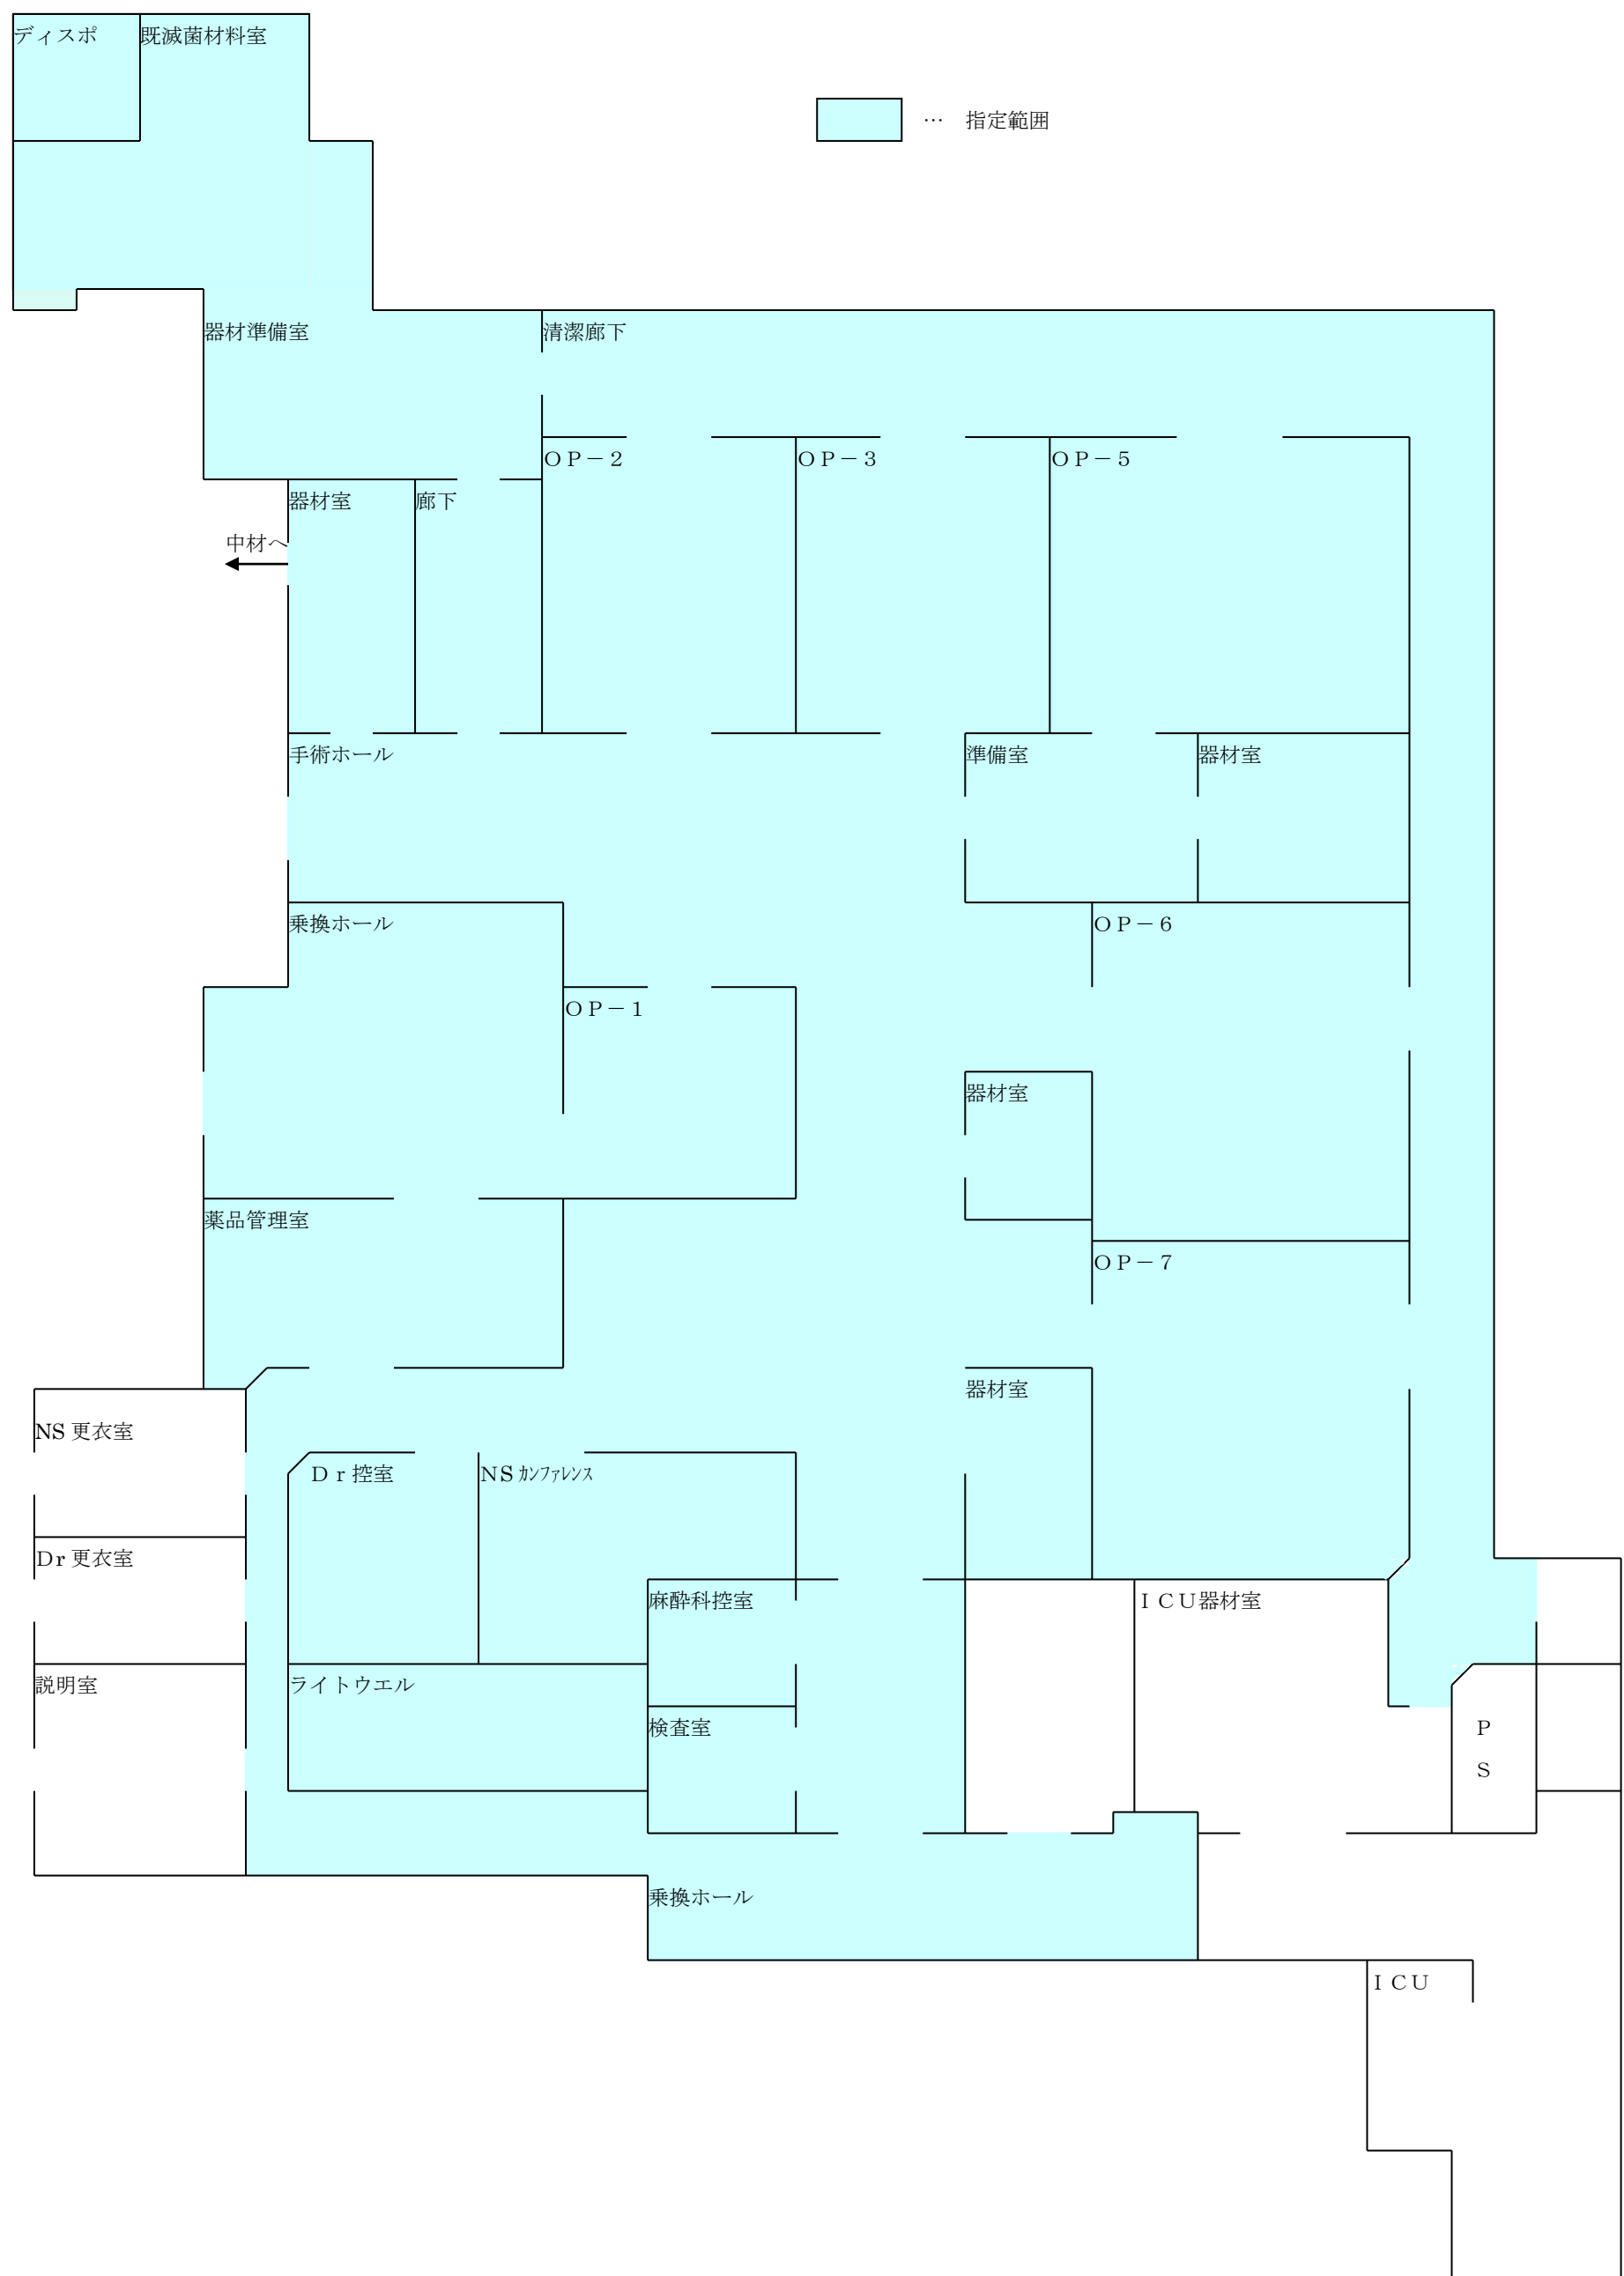 ディスポ
既滅菌材料室
… 指定範囲
器材準備室
清潔廊下
ＯＰ－２
ＯＰ－３
ＯＰ－５
器材室
廊下
中材へ
手術ホール
準備室
器材室
乗換ホール
ＯＰ－６
ＯＰ－１
器材室
薬品管理室
ＯＰ－７
器材室
NS更衣室
Ｄｒ控室
NSｶﾝﾌｧﾚﾝｽ
Dr更衣室
麻酔科控室
ＩＣＵ器材室
説明室
ライトウエル
検査室
Ｐ
Ｓ
乗換ホール
ＩＣＵ